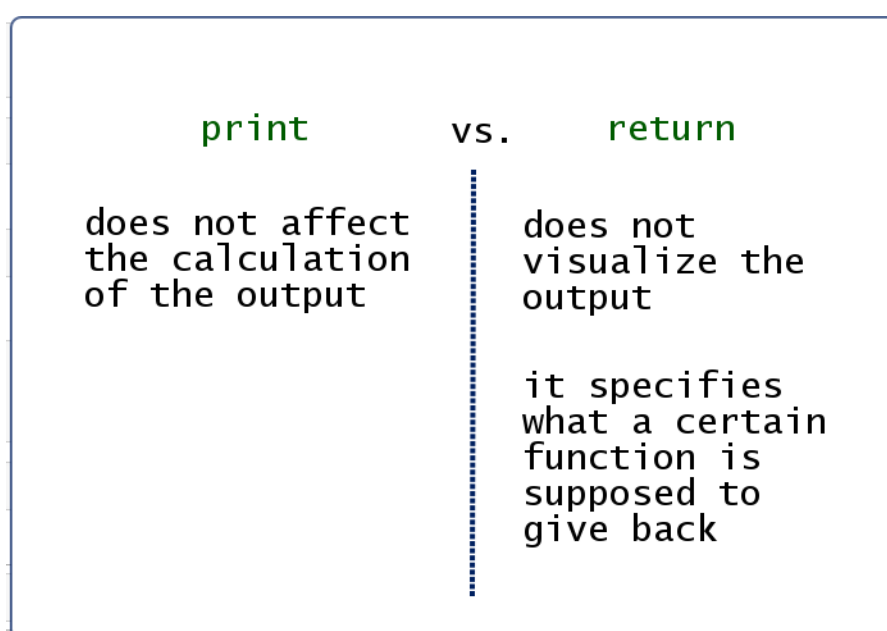 print vs. return
does not affect
the calculation
of the output
does not
visualize the
output
it specifies
what a certain
function is
supposed to
give back